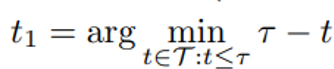 t₁ = arg min_{t∈𝒯:t≤τ} τ − t